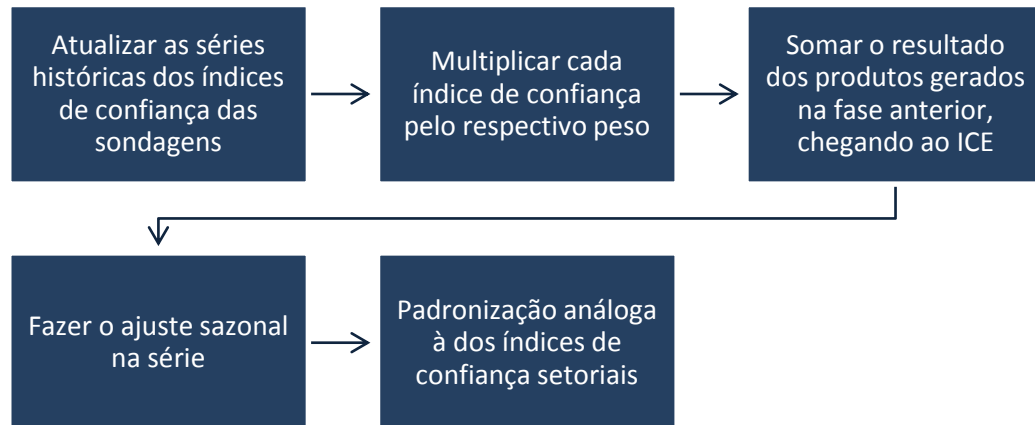 Atualizar as séries
históricas dos índices
de confiança das
sondagens
Multiplicar cada
índice de confiança
pelo respectivo peso
Somar o resultado
dos produtos gerados
na fase anterior,
chegando ao ICE
Fazer o ajuste sazonal
na série
Padronização análoga
à dos índices de
confiança setoriais